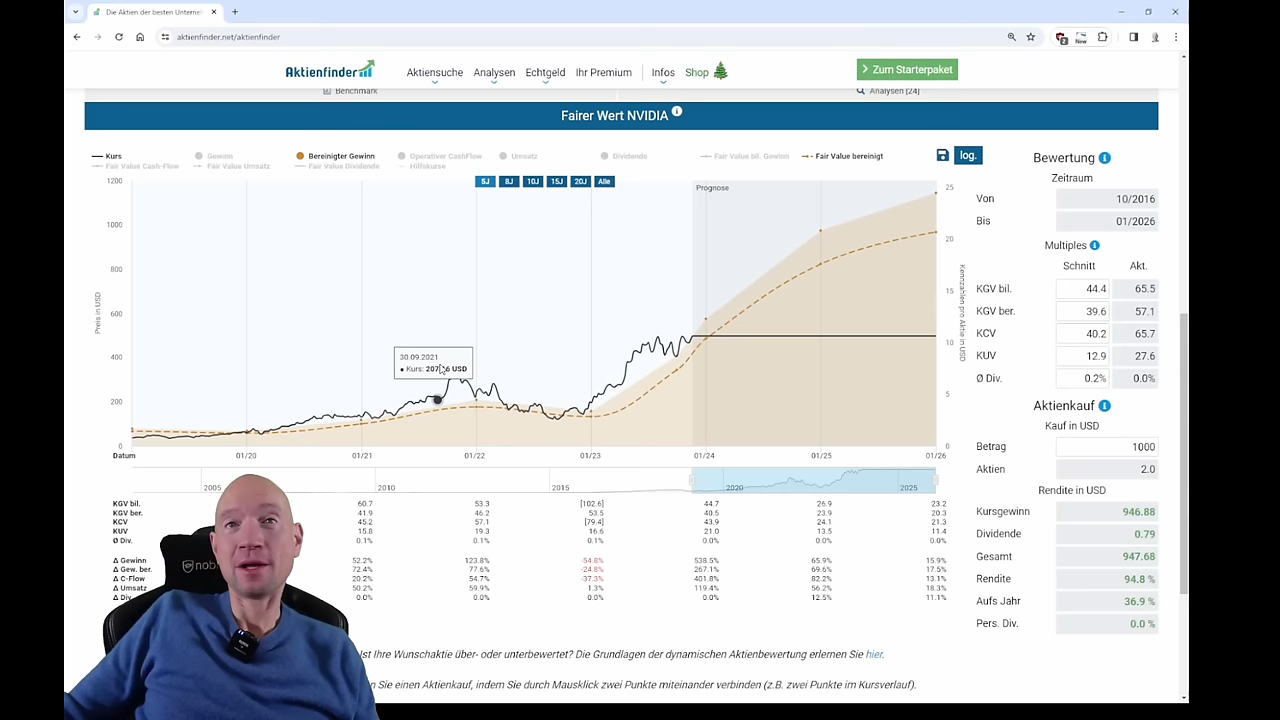 Die Aktien der besten Unterne
aktienfinder.net/aktienfinder
New
Aktienfinder
Aktiensuche Analysen Echtgeld Ihr Premium Infos Shop
Zum Starterpaket
Benchmark
Analysen [24]
Fairer Wert NVIDIA
Kurs Gewinn Bereinigter Gewinn Operativer CashFlow Umsatz Dividende Fair Value bil. Gewinn Fair Value bereinigt
Fair Value Cash-Flow Fair Value Umsatz Fair Value Dividende Hilfskurse
log.
5J 8J 10J 15J 20J Alle
Prognose
1200
1000
800
600
400
200
0
Preis in USD
25
20
15
10
5
0
Kennzahlen pro Aktie in USD
30.09.2021
Kurs: 207. 6 USD
Datum 01/20 01/21 01/22 01/23 01/24 01/25 01/26
2005 2010 2015 2020 2025
KGV bil. 60.7 53.3 [102.6] 44.7 26.9 23.2
KGV ber. 41.9 46.2 53.5 40.5 23.9 20.3
KCV 45.2 57.1 [79.4] 43.9 24.1 21.3
KUV 15.8 19.3 16.6 21.0 13.5 11.4
Ø Div. 0.1% 0.1% 0.1% 0.0% 0.0% 0.0%
Δ Gewinn 52.2% 123.8% -54.8% 538.5% 65.9% 15.9%
Δ Gew. ber. 72.4% 77.6% -24.8% 267.1% 69.6% 17.5%
Δ C-Flow 20.2% 54.7% -37.3% 401.8% 82.2% 13.1%
Δ Umsatz 50.2% 59.9% 1.3% 119.4% 56.2% 18.3%
Δ Div 0.0% 0.0% 0.0% 0.0% 12.5% 11.1%
Bewertung
Zeitraum
Von 10/2016
Bis 01/2026
Multiples
Schnitt Akt.
KGV bil. 44.4 65.5
KGV ber. 39.6 57.1
KCV 40.2 65.7
KUV 12.9 27.6
Ø Div. 0.2% 0.0%
Aktienkauf
Kauf in USD
Betrag 1000
Aktien 2.0
Rendite in USD
Kursgewinn 946.88
Dividende 0.79
Gesamt 947.68
Rendite 94.8 %
Aufs Jahr 36.9 %
Pers. Div. 0.0 %
nob
Ist Ihre Wunschaktie über- oder unterbewertet? Die Grundlagen der dynamischen Aktienbewertung erlernen Sie hier.
Sie einen Aktienkauf, indem Sie durch Mausklick zwei Punkte miteinander verbinden (z.B. zwei Punkte im Kursverlauf).